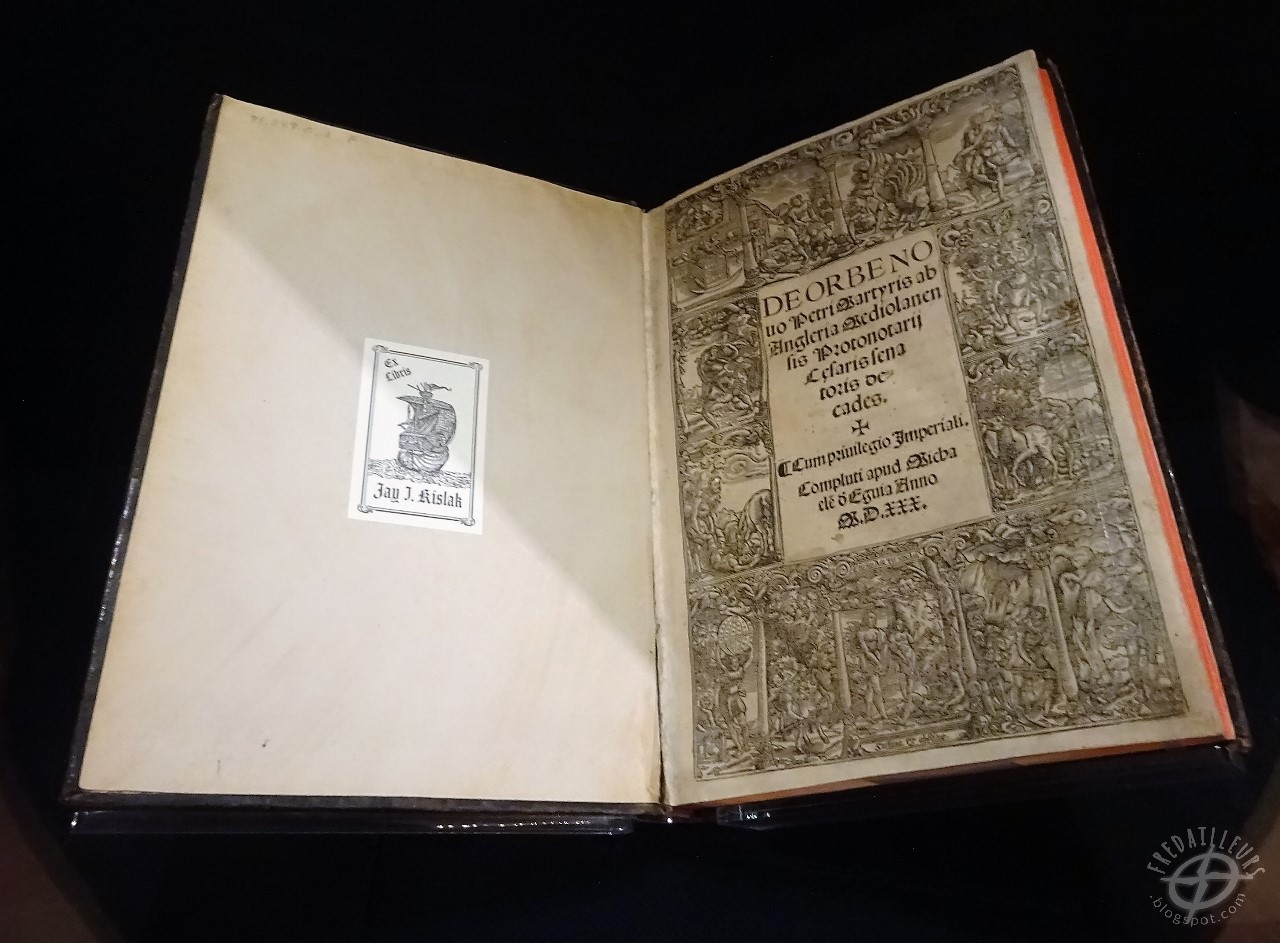 Ex
Libris
Jay J. Kislak
DE ORBE NO
uo Petri Martyris ab
Angleria Mediolanen
sis Protonotarij
Cęsaris sena
toris de
cades.
✠
¶ Cum priuilegio Imperiali.
Compluti apud Micha
elē d̄ Eguia Anno
M.D.XXX.
FREDAILLEURS
.blogspot.com